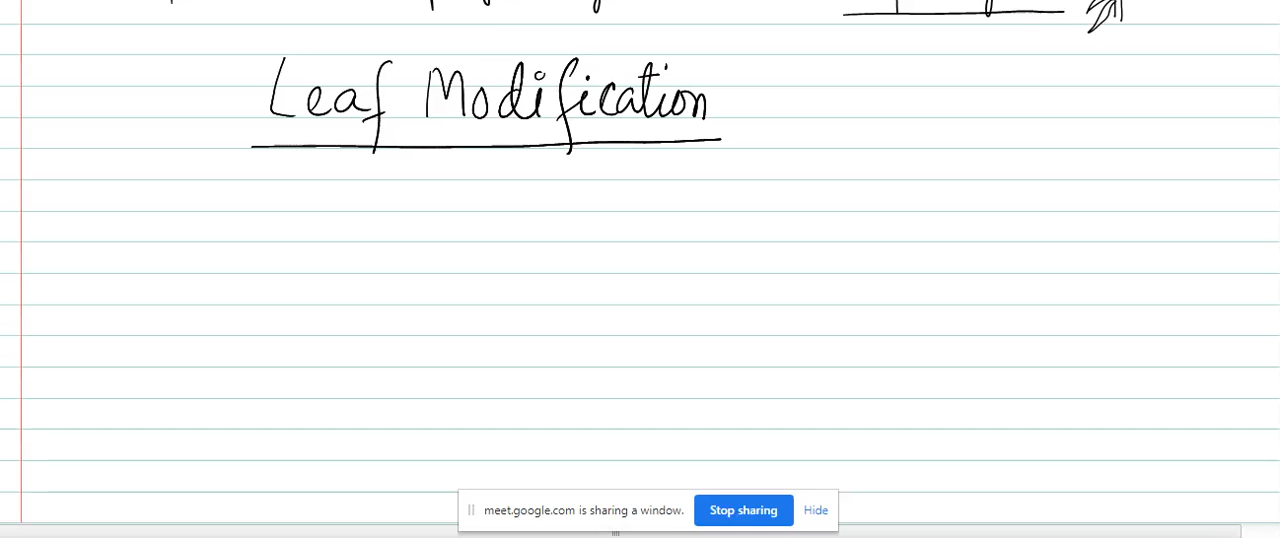 Leaf Modification
meet.google.com is sharing a window. Stop sharing Hide